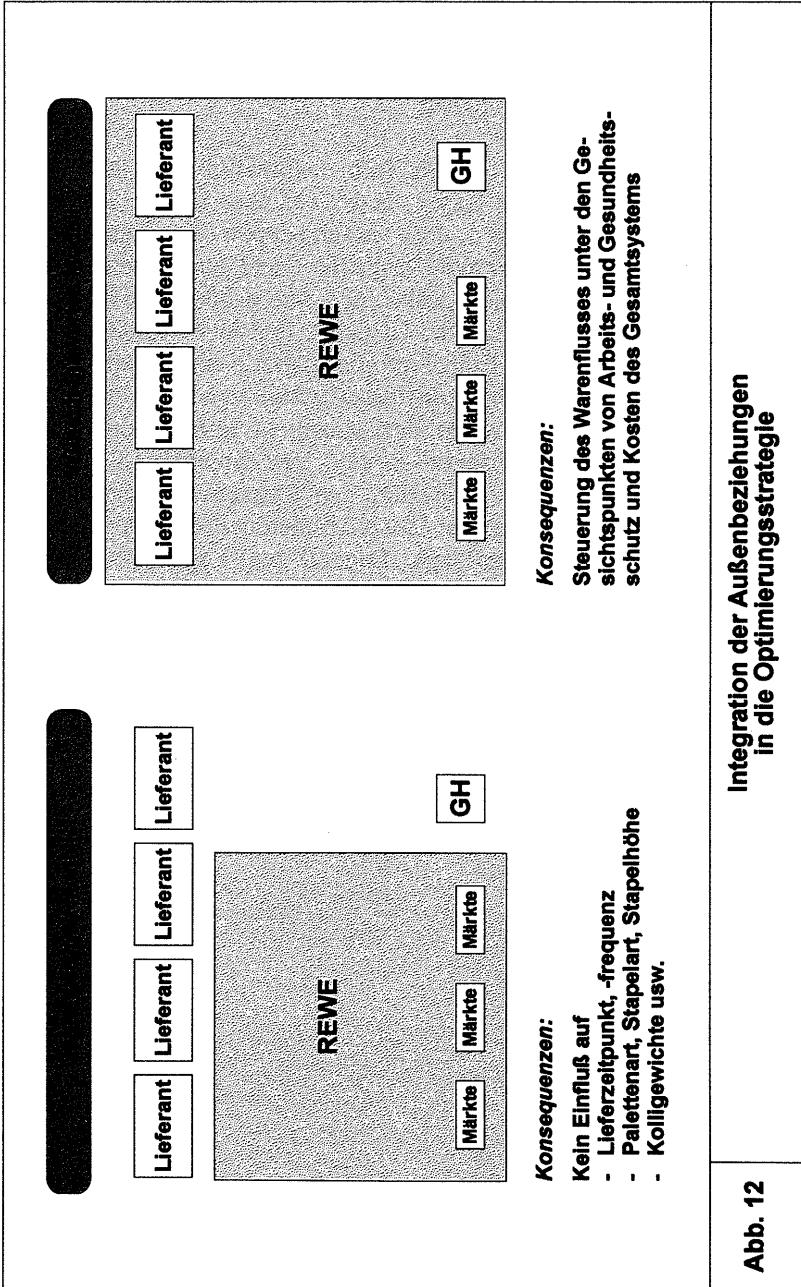 Lieferant Lieferant Lieferant Lieferant
REWE
Märkte Märkte Märkte
GH
Konsequenzen:
Kein Einfluß auf
- Lieferzeitpunkt, -frequenz
- Palettenart, Stapelart, Stapelhöhe
- Kolligewichte usw.
Lieferant Lieferant Lieferant Lieferant
REWE
Märkte Märkte Märkte
GH
Konsequenzen:
Steuerung des Warenflusses unter den Ge-
sichtspunkten von Arbeits- und Gesundheits-
schutz und Kosten des Gesamtsystems
Abb. 12
Integration der Außenbeziehungen
in die Optimierungsstrategie